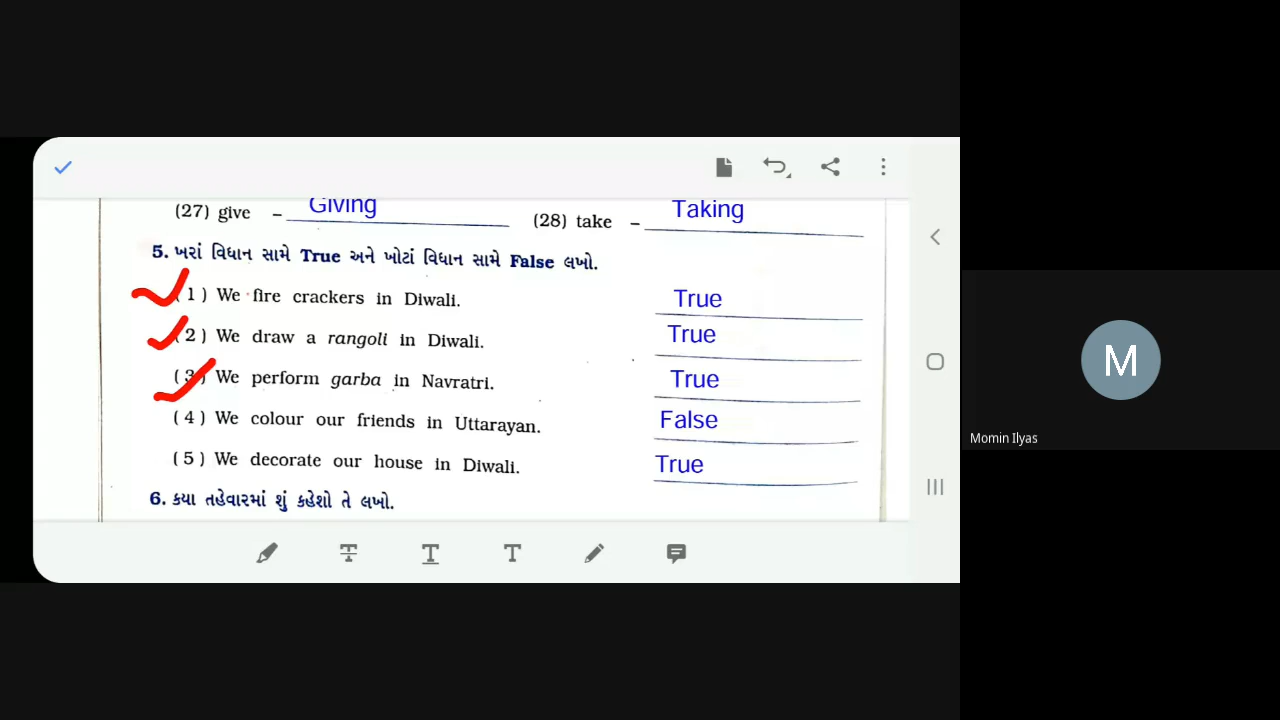 (27) give – Giving (28) take – Taking
5. ખરાં વિધાન સામે True અને ખોટાં વિધાન સામે False લખો.
(1) We fire crackers in Diwali. True
(2) We draw a rangoli in Diwali. True
(3) We perform garba in Navratri. True
(4) We colour our friends in Uttarayan. False
(5) We decorate our house in Diwali. True
6. કયા તહેવારમાં શું કહેશો તે લખો.
M
Momin Ilyas